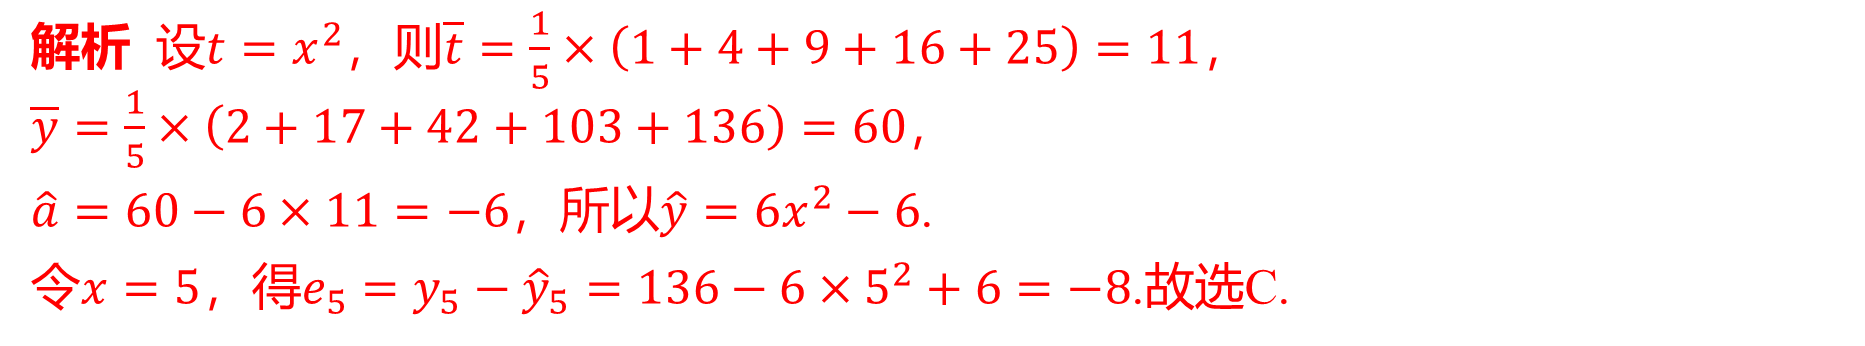 解析 设t = x²，则t̅ = 1/5 × (1 + 4 + 9 + 16 + 25) = 11，
y̅ = 1/5 × (2 + 17 + 42 + 103 + 136) = 60，
â = 60 − 6 × 11 = −6，所以ŷ = 6x² − 6.
令x = 5，得e₅ = y₅ − ŷ₅ = 136 − 6 × 5² + 6 = −8.故选C.